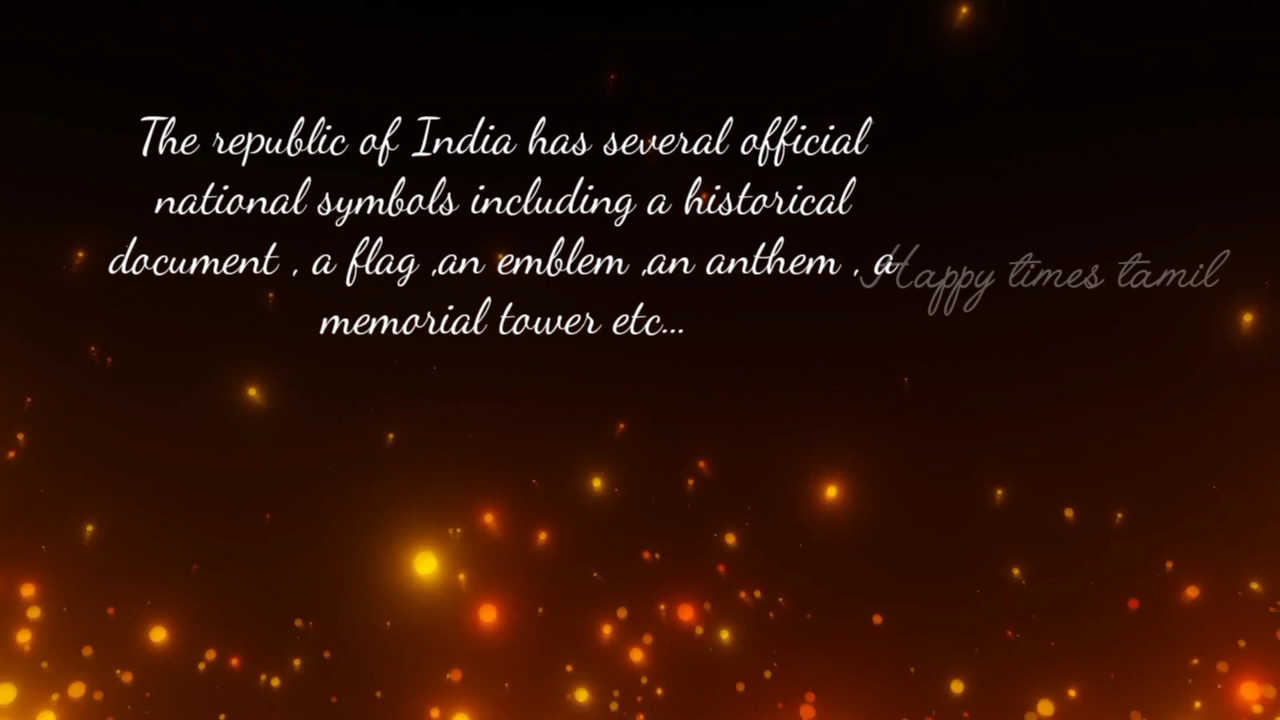 The republic of India has several official
national symbols including a historical
document , a flag ,an emblem ,an anthem , a
memorial tower etc...
Happy times tamil